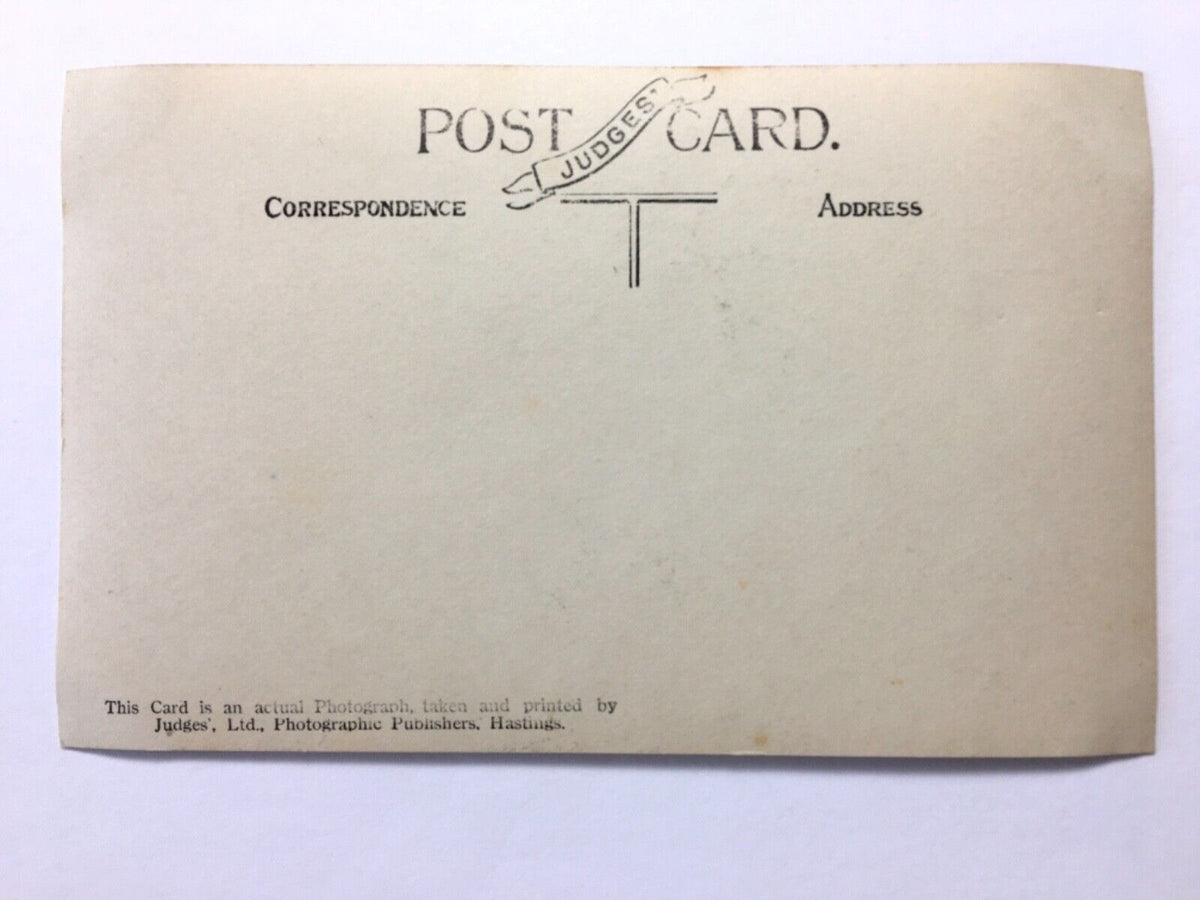 POST JUDGES' CARD.
CORRESPONDENCE ADDRESS
This Card is an actual Photograph, taken and printed by
Judges', Ltd., Photographic Publishers, Hastings.